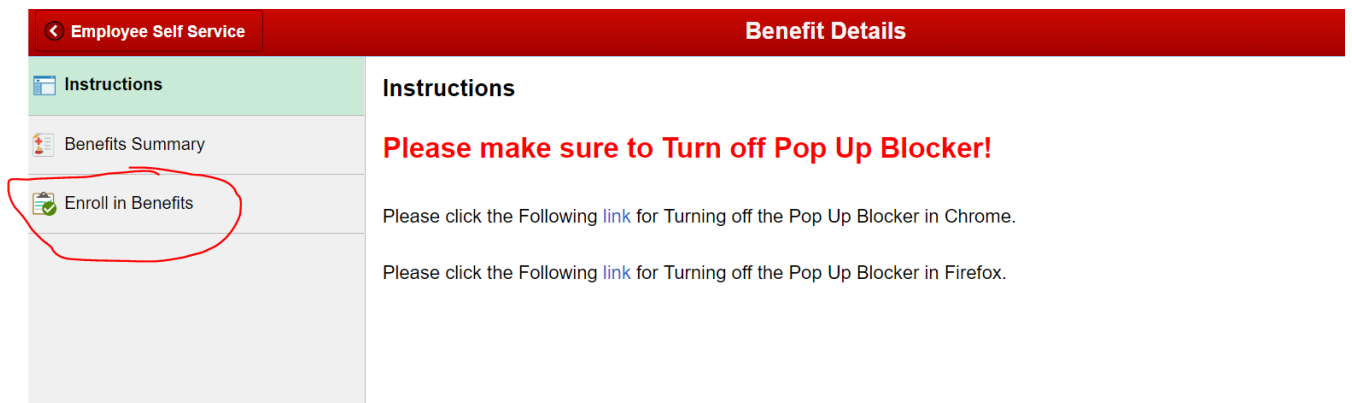 Employee Self Service
Benefit Details
Instructions
Benefits Summary
Enroll in Benefits
Instructions
Please make sure to Turn off Pop Up Blocker!
Please click the Following link for Turning off the Pop Up Blocker in Chrome.
Please click the Following link for Turning off the Pop Up Blocker in Firefox.